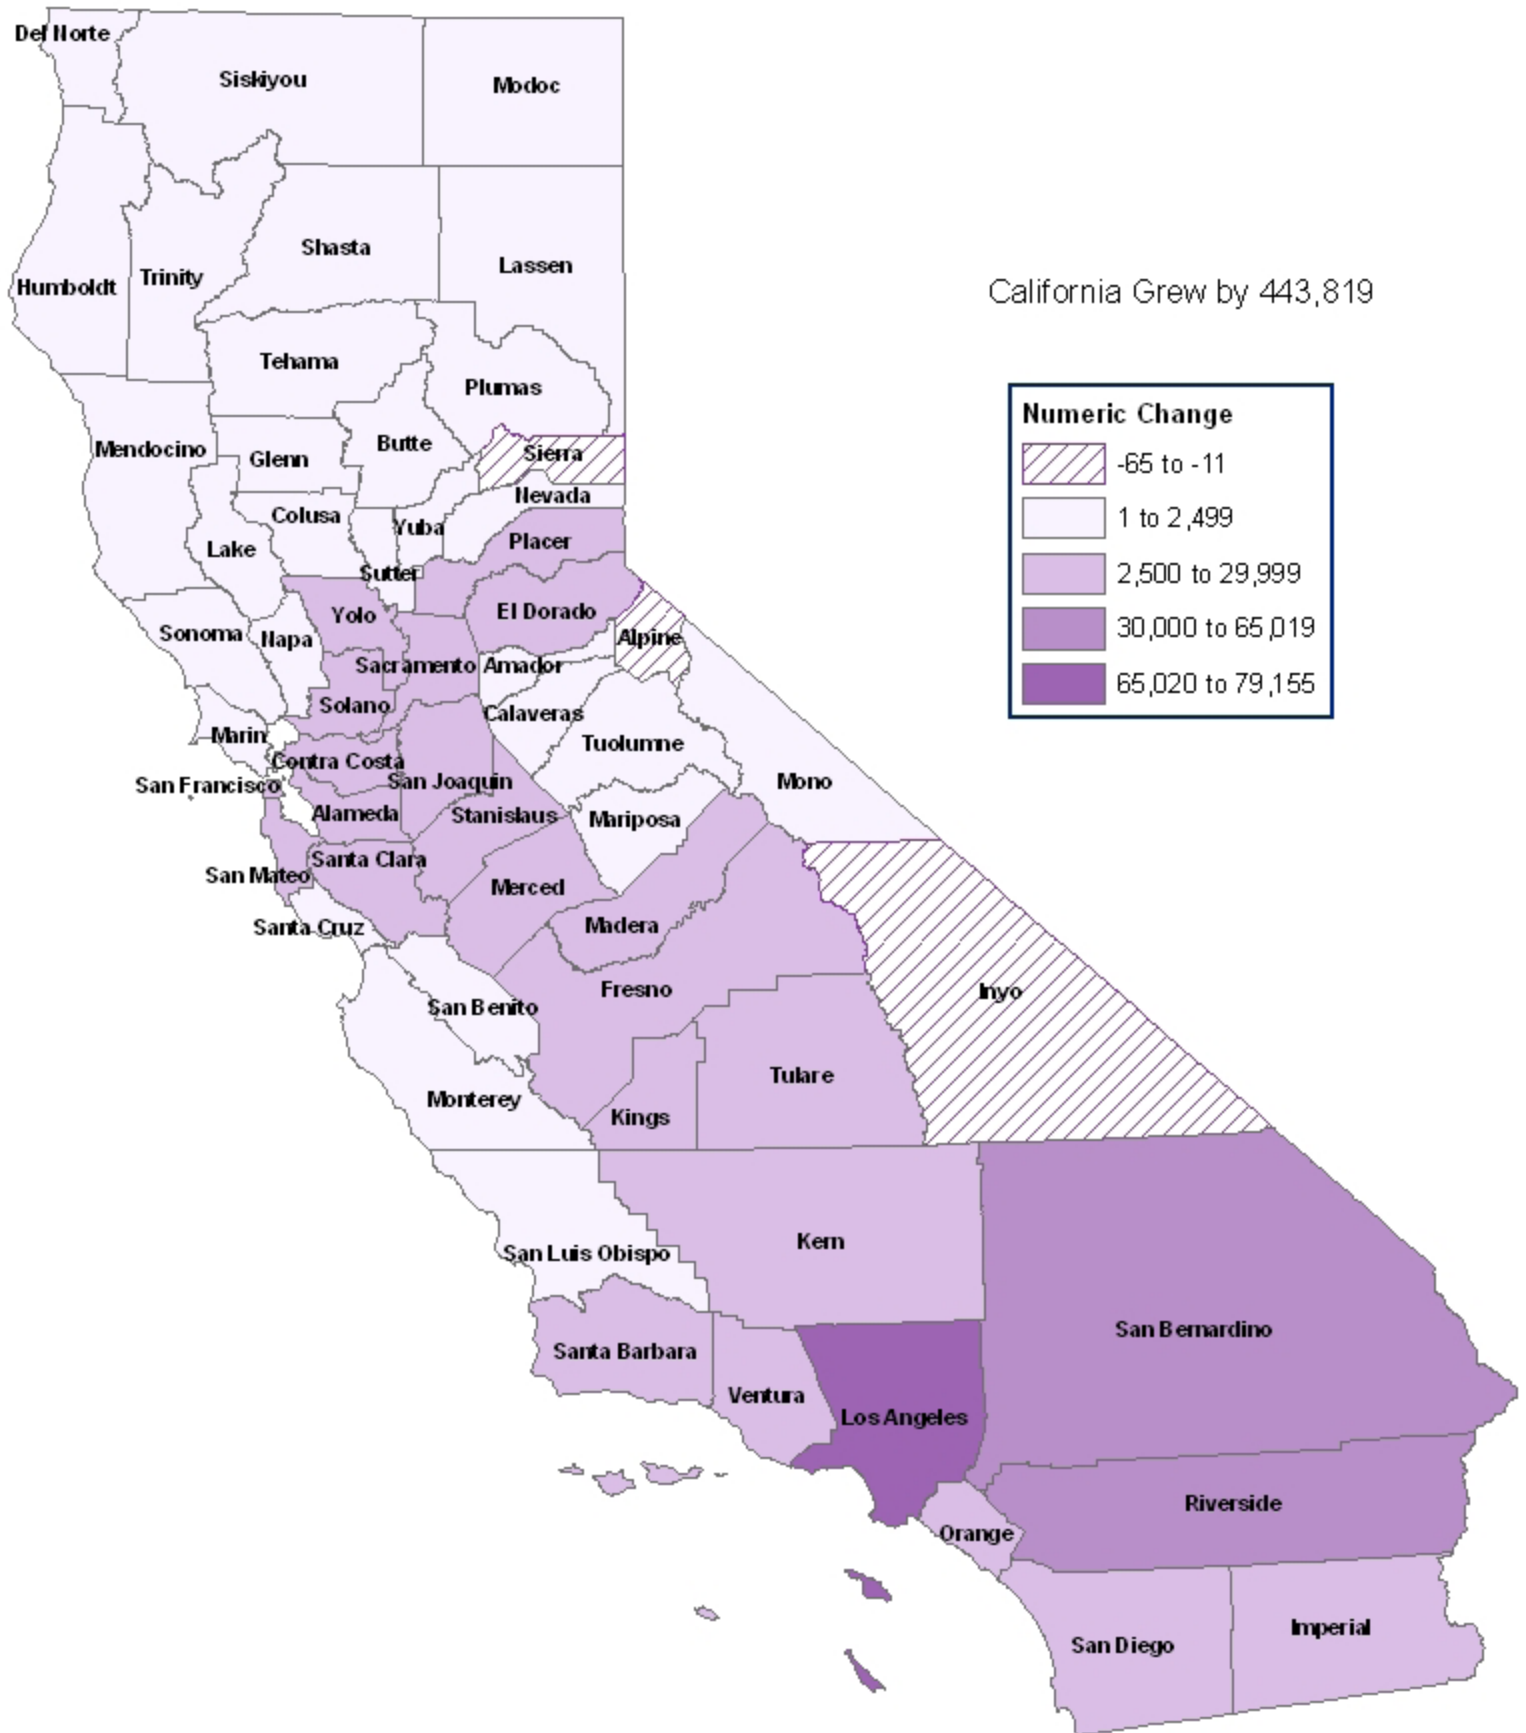 Del Norte
Siskiyou
Modoc
Shasta
Lassen
Trinity
Humboldt
California Grew by 443,819
Tehama
Plumas
Numeric Change
-65 to -11
1 to 2,499
2,500 to 29,999
30,000 to 65,019
65,020 to 79,155
Butte
Mendocino
Glenn
Sierra
Nevada
Colusa
Yuba
Placer
Lake
Sutter
El Dorado
Yolo
Sonoma
Napa
Alpine
Sacramento
Amador
Solano
Calaveras
Marin
Tuolumne
Contra Costa
San Joaquin
Mono
San Francisco
Alameda
Stanislaus
Mariposa
Santa Clara
San Mateo
Merced
Santa Cruz
Madera
Fresno
Inyo
San Benito
Tulare
Monterey
Kings
Kern
San Luis Obispo
San Bernardino
Santa Barbara
Ventura
Los Angeles
Riverside
Orange
Imperial
San Diego